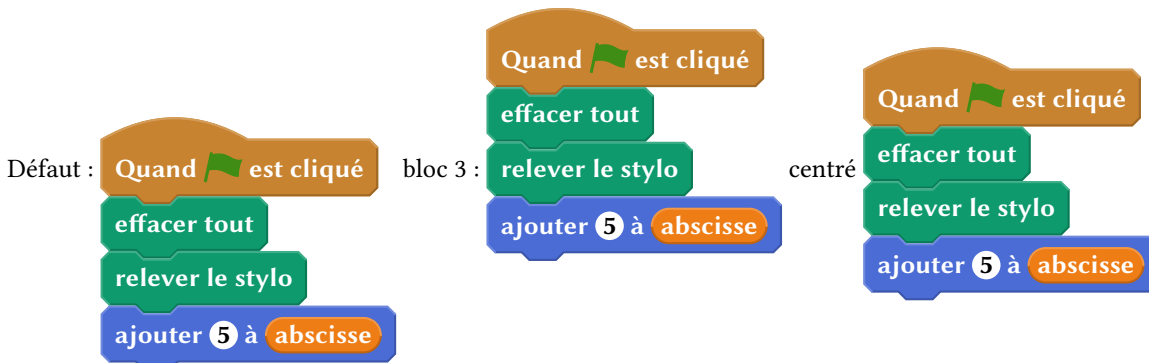 Défaut :
Quand est cliqué
effacer tout
relever le stylo
ajouter 5 à abscisse
bloc 3 :
Quand est cliqué
effacer tout
relever le stylo
ajouter 5 à abscisse
centré
Quand est cliqué
effacer tout
relever le stylo
ajouter 5 à abscisse